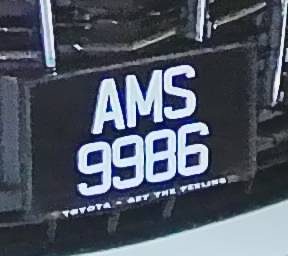 AMS
9986
TOYOTA - GET THE FEELING